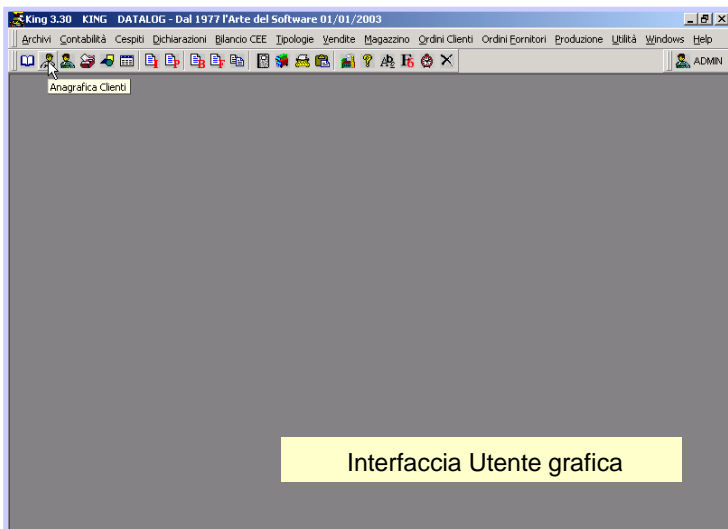 King 3.30 KING DATALOG - Dal 1977 l'Arte del Software 01/01/2003
Archivi Contabilità Cespiti Dichiarazioni Bilancio CEE Tipologie Vendite Magazzino Ordini Clienti Ordini Fornitori Produzione Utilità Windows Help
ADMIN
Anagrafica Clienti
Interfaccia Utente grafica